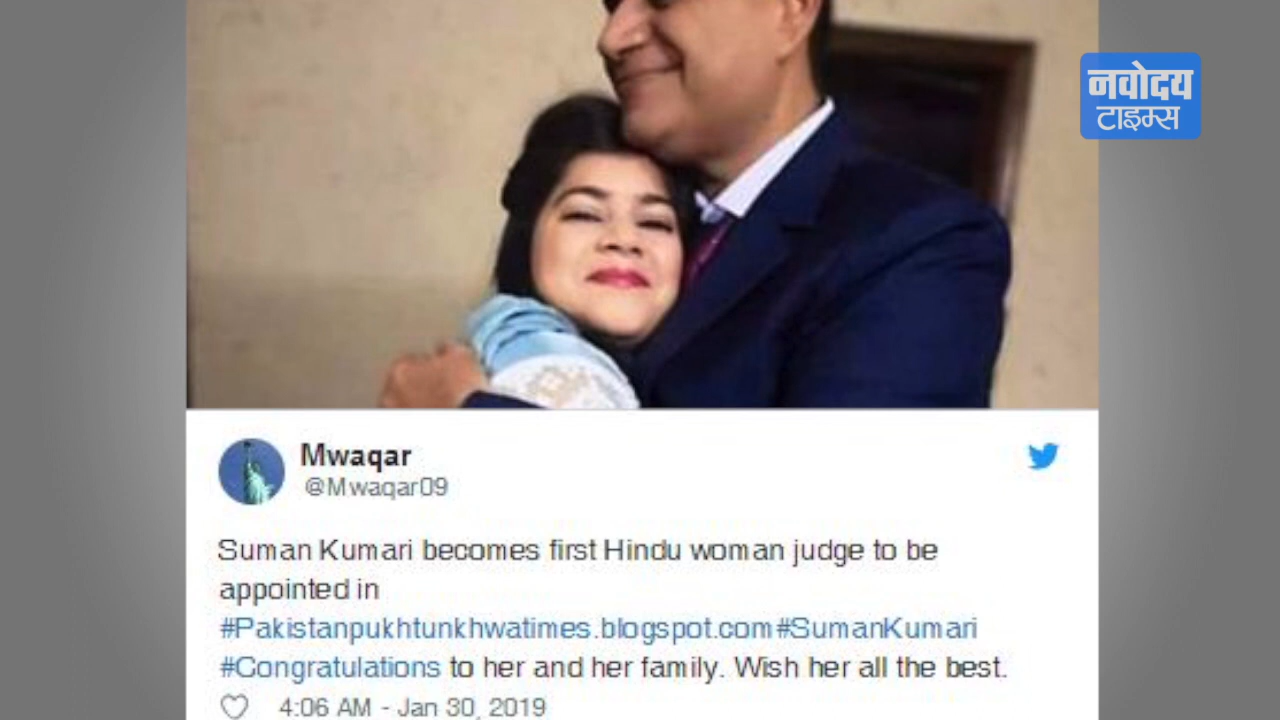 नवोदय
टाइम्स
Mwaqar
@Mwaqar09
Suman Kumari becomes first Hindu woman judge to be
appointed in
#Pakistanpukhtunkhwatimes.blogspot.com#SumanKumari
#Congratulations to her and her family. Wish her all the best.
4:06 AM - Jan 30, 2019